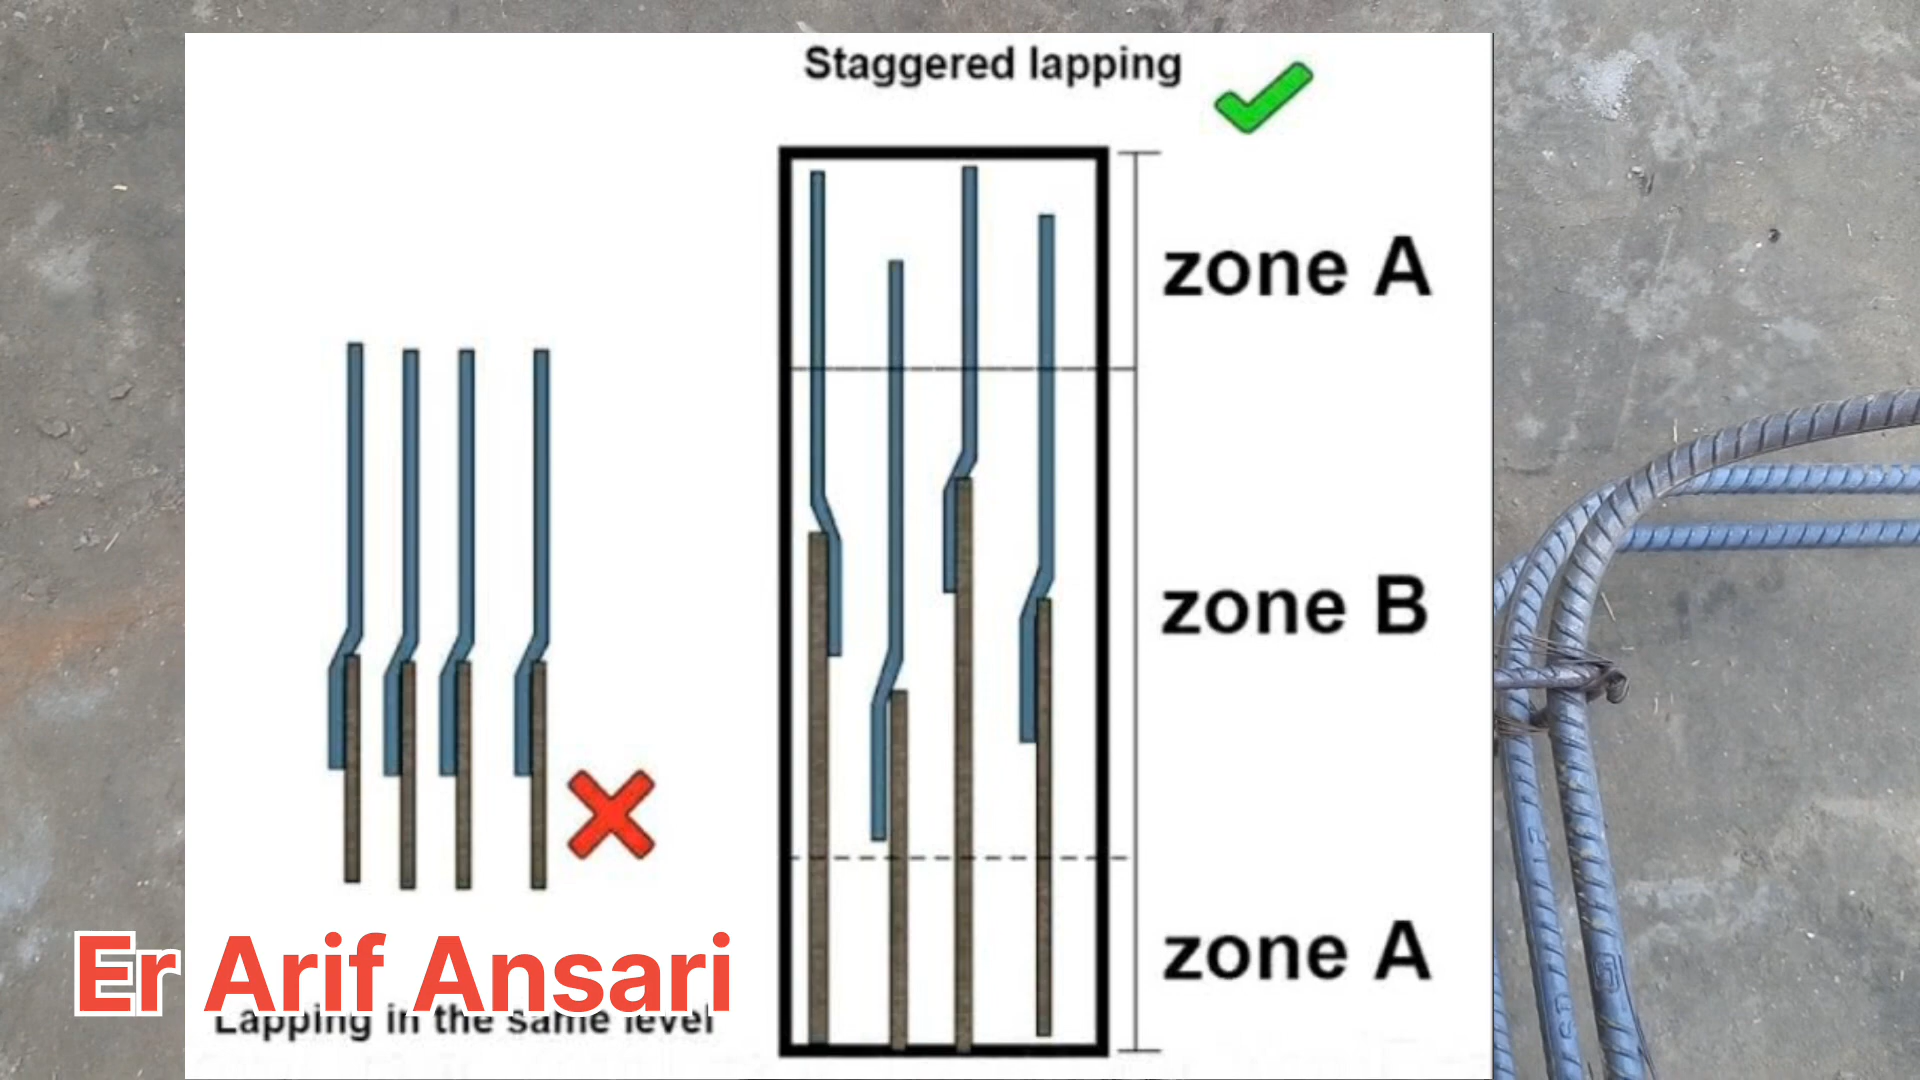 Staggered lapping
zone A
zone B
zone A
Er Arif Ansari
Lapping in the same level